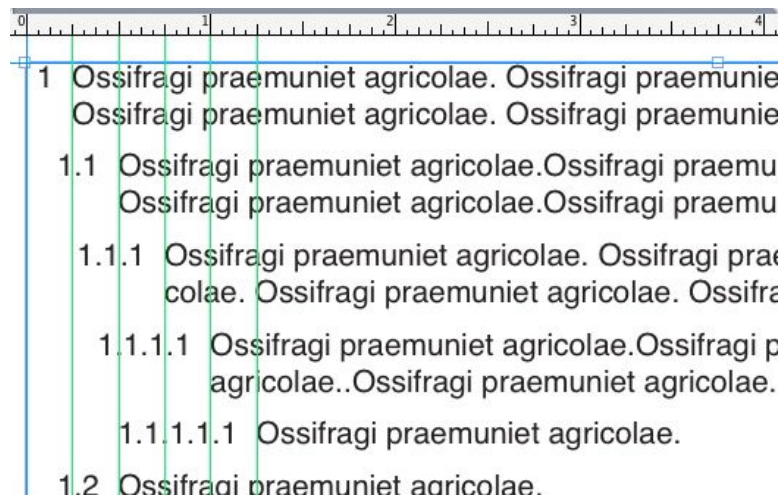 0 1 2 3 4
1 Ossifragi praemuniet agricolae. Ossifragi praemunie
Ossifragi praemuniet agricolae. Ossifragi praemunie
1.1 Ossifragi praemuniet agricolae.Ossifragi praemu
Ossifragi praemuniet agricolae.Ossifragi praemu
1.1.1 Ossifragi praemuniet agricolae. Ossifragi prae
colae. Ossifragi praemuniet agricolae. Ossifra
1.1.1.1 Ossifragi praemuniet agricolae.Ossifragi p
agricolae..Ossifragi praemuniet agricolae.
1.1.1.1.1 Ossifragi praemuniet agricolae.
1.2 Ossifragi praemuniet agricolae.